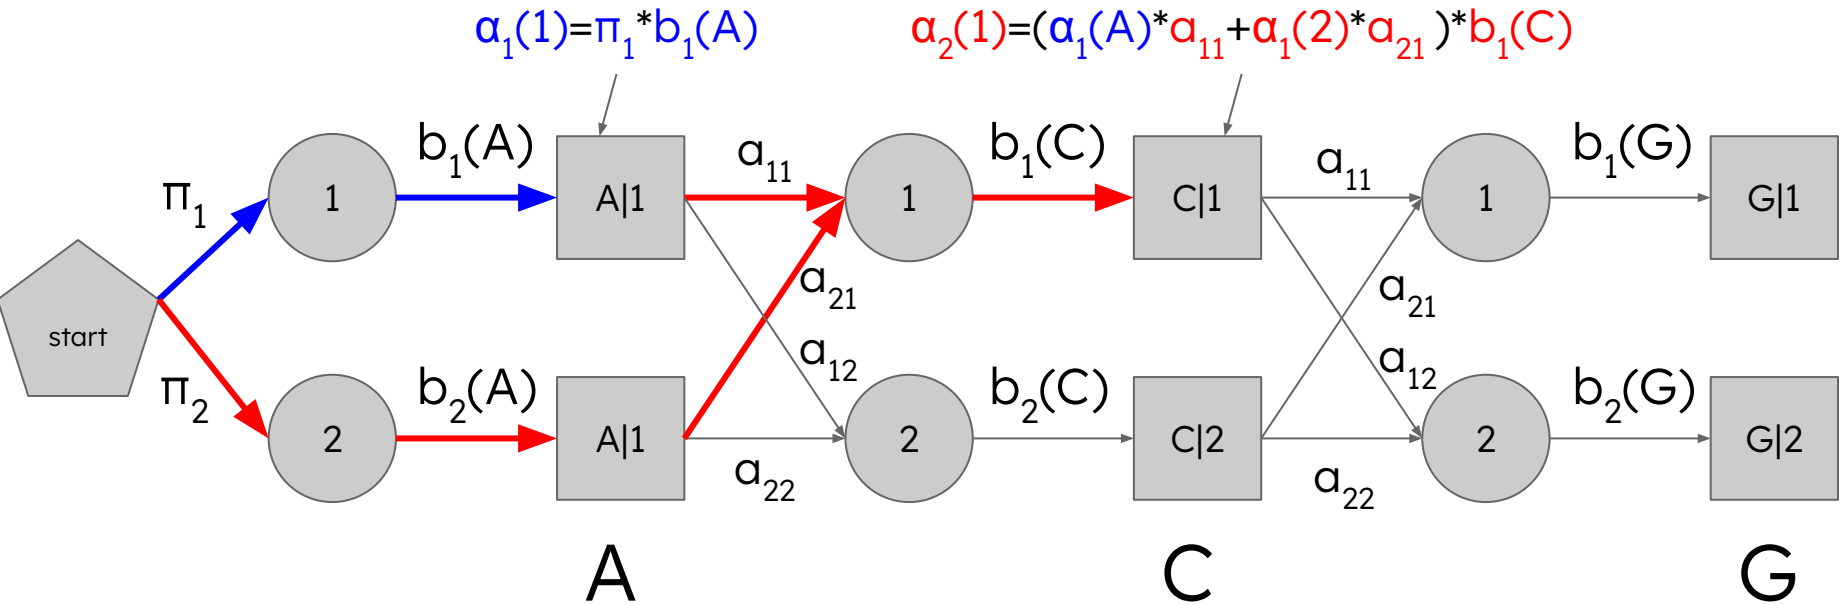 α₁(1)=π₁*b₁(A)
α₂(1)=(α₁(A)*a₁₁+α₁(2)*a₂₁ )*b₁(C)
π₁
1
b₁(A)
A|1
a₁₁
1
b₁(C)
C|1
a₁₁
1
b₁(G)
G|1
start
a₂₁
a₁₂
a₂₁
a₁₂
π₂
2
b₂(A)
A|1
a₂₂
2
b₂(C)
C|2
a₂₂
2
b₂(G)
G|2
A
C
G